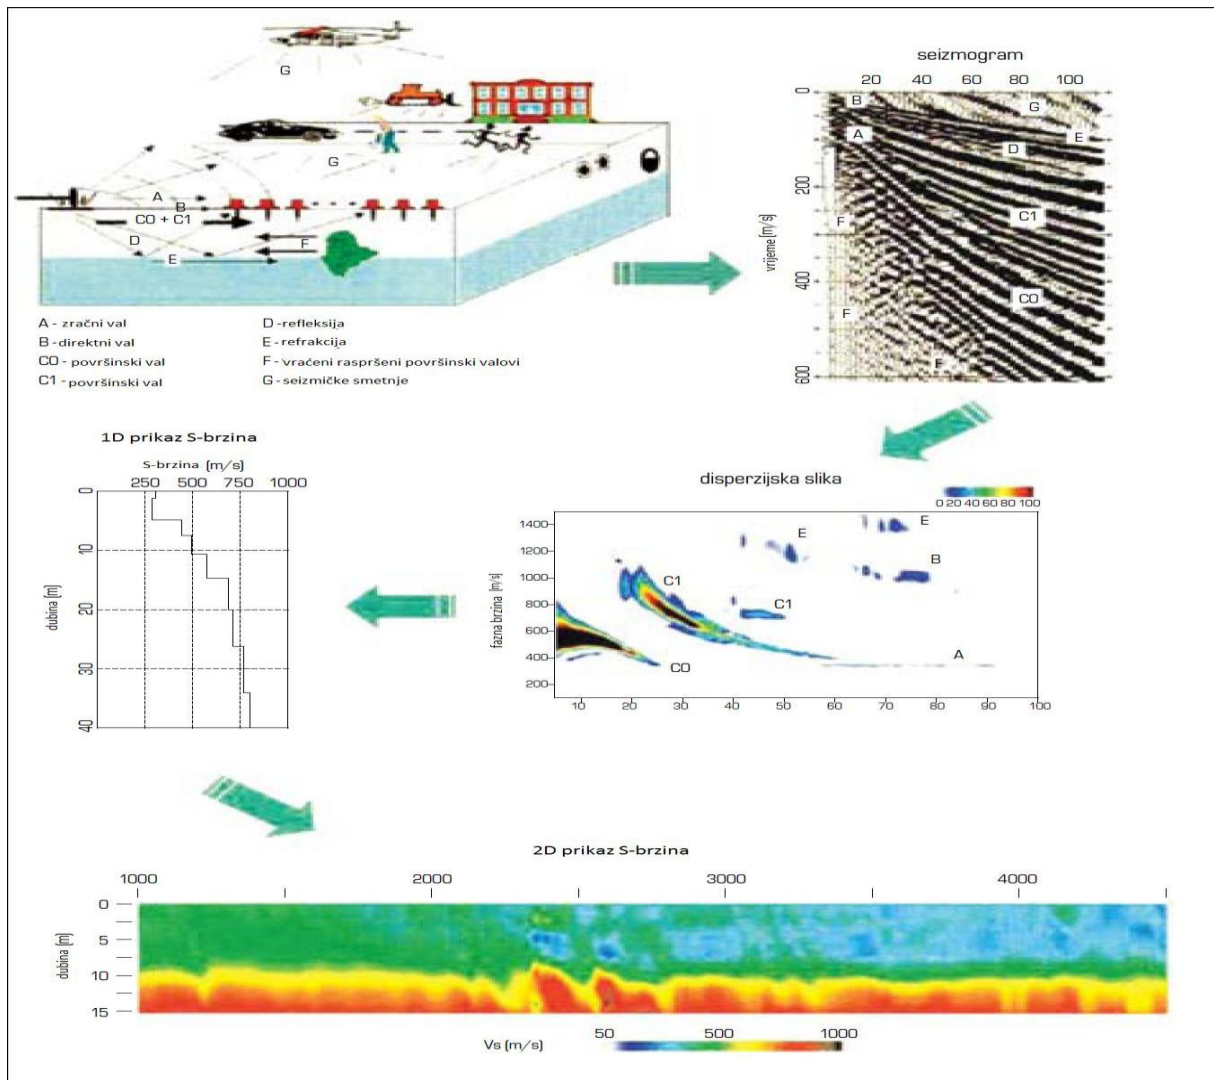 G
G
A
B
C0 + C1
D
E
F
A - zračni val
B -direktni val
C0 - površinski val
C1 - površinski val
D -refleksija
E - refrakcija
F - vraćeni raspršeni površinski valovi
G -seizmičke smetnje
seizmogram
20 40 60 80 100
vrijeme [m/s]
0
200
400
600
B
G
A
E
D
F
C1
C0
F
F
1D prikaz S-brzina
S-brzina [m/s]
250 500 750 1000
dubina [m]
0
10
20
30
40
disperzijska slika
0 20 40 60 80 100
fazna brzina [m/s]
1400
1200
1000
800
600
400
200
10 20 30 40 50 60 70 80 90 100
E
E
B
C1
C1
C0
A
2D prikaz S-brzina
1000 2000 3000 4000
dubina [m]
0
5
10
15
Vs [m/s]
50 500 1000